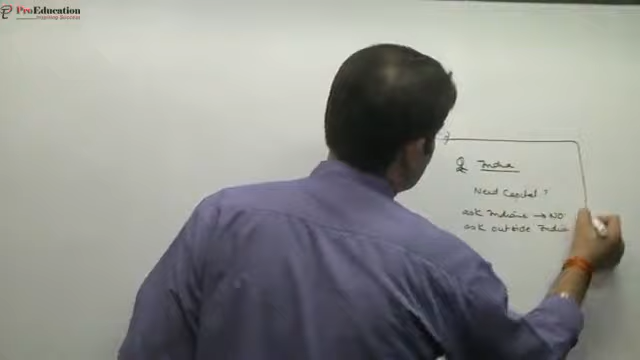 ProEducation
Inspiring Success
India
Need Capital ?
ask Indians → NO
ask outside India